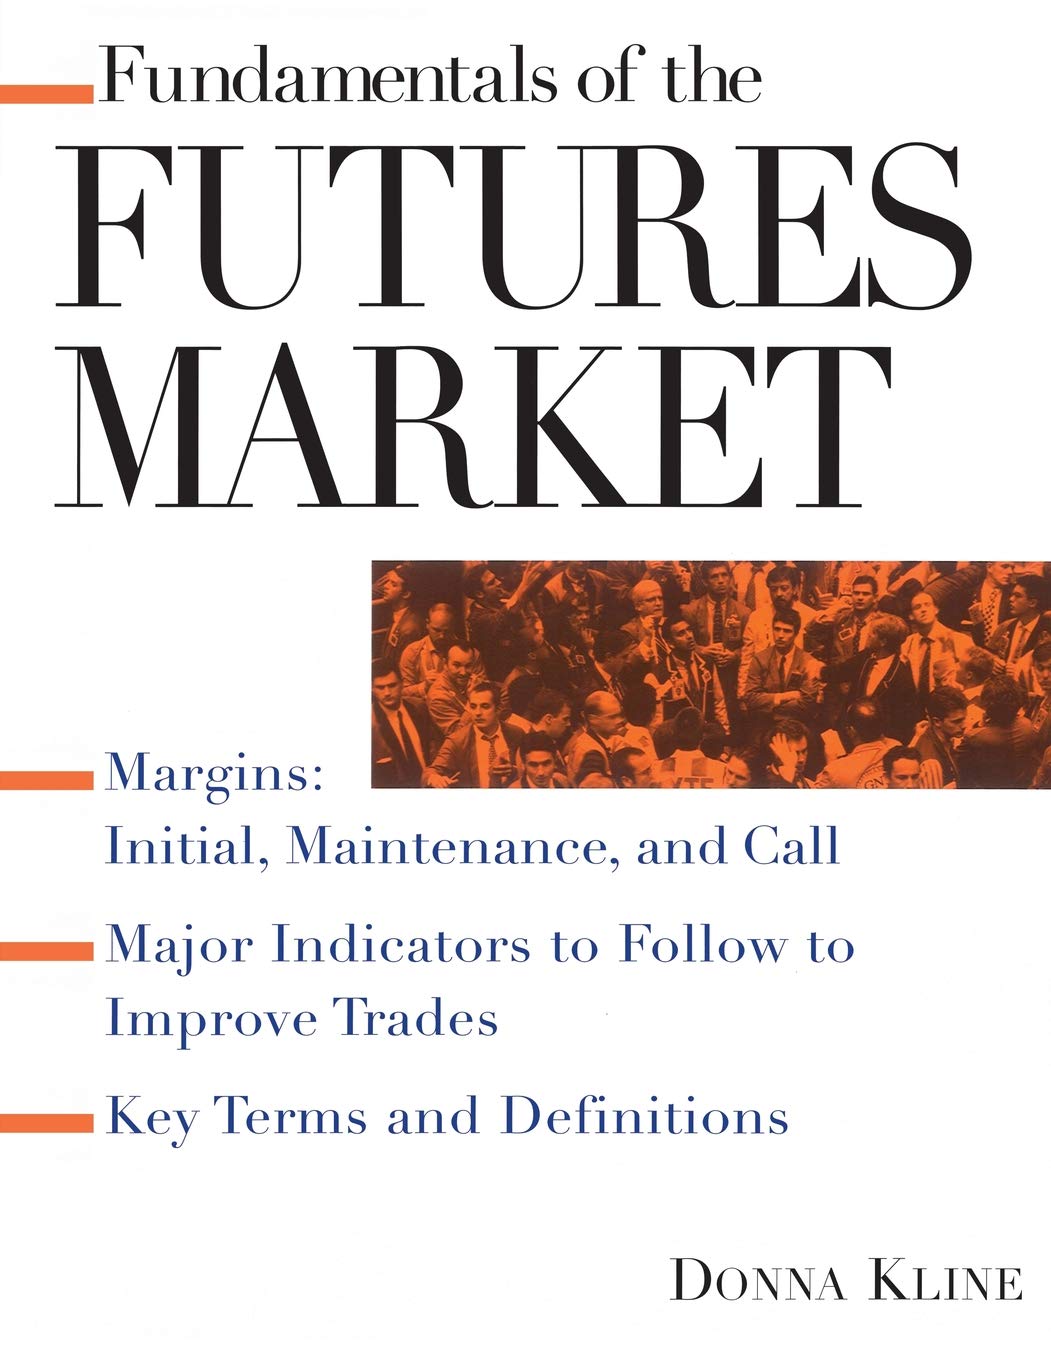 Fundamentals of the
FUTURES
MARKET
Margins:
Initial, Maintenance, and Call
Major Indicators to Follow to
Improve Trades
Key Terms and Definitions
DONNA KLINE